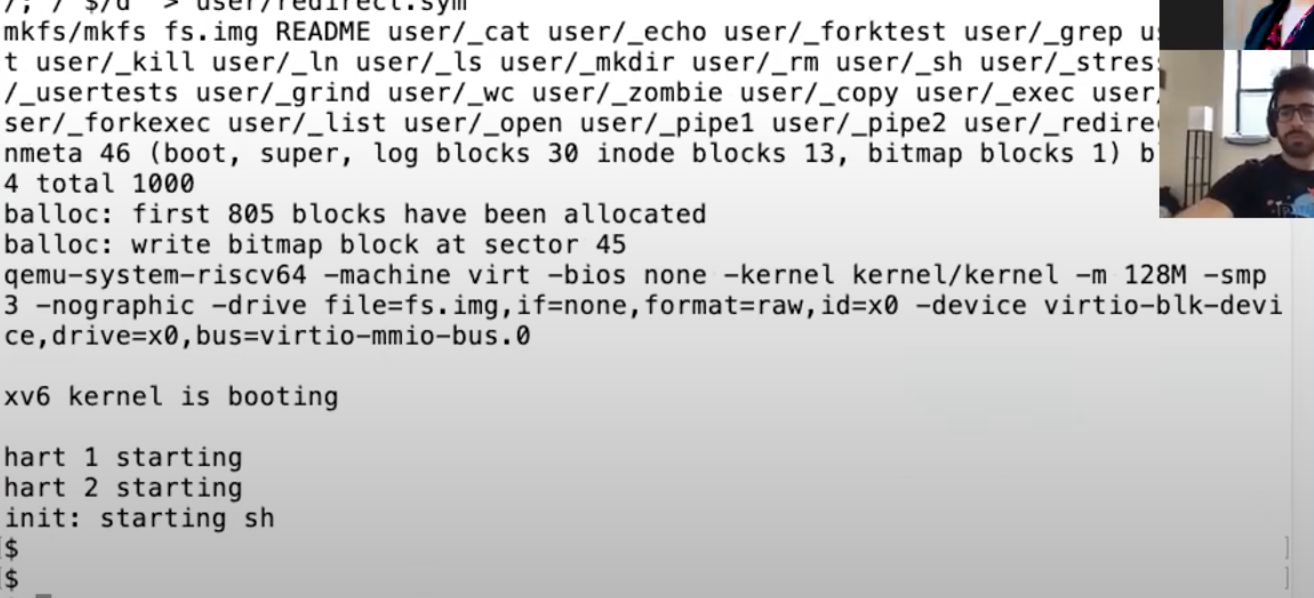 /; /^$/d' > user/redirect.sym
mkfs/mkfs fs.img README user/_cat user/_echo user/_forktest user/_grep
t user/_kill user/_ln user/_ls user/_mkdir user/_rm user/_sh user/_stres
/_usertests user/_grind user/_wc user/_zombie user/_copy user/_exec user/
ser/_forkexec user/_list user/_open user/_pipe1 user/_pipe2 user/_redire
nmeta 46 (boot, super, log blocks 30 inode blocks 13, bitmap blocks 1) b
4 total 1000
balloc: first 805 blocks have been allocated
balloc: write bitmap block at sector 45
qemu-system-riscv64 -machine virt -bios none -kernel kernel/kernel -m 128M -smp
3 -nographic -drive file=fs.img,if=none,format=raw,id=x0 -device virtio-blk-devi
ce,drive=x0,bus=virtio-mmio-bus.0
xv6 kernel is booting
hart 1 starting
hart 2 starting
init: starting sh
$
$